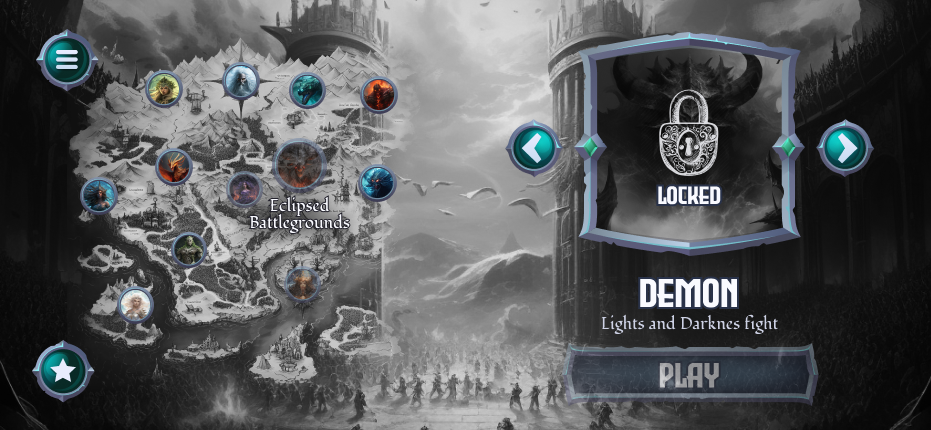 Eclipsed
Battlegrounds
LOCKED
DEMON
Lights and Darknes fight
PLAY